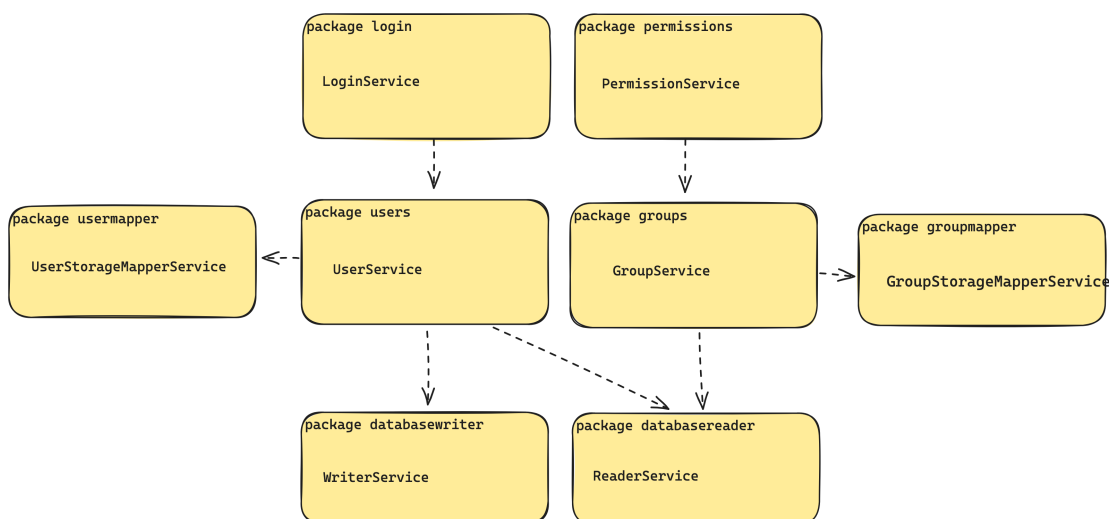 package login
LoginService
package permissions
PermissionService
package usermapper
UserStorageMapperService
package users
UserService
package groups
GroupService
package groupmapper
GroupStorageMapperService
package databasewriter
WriterService
package databasereader
ReaderService